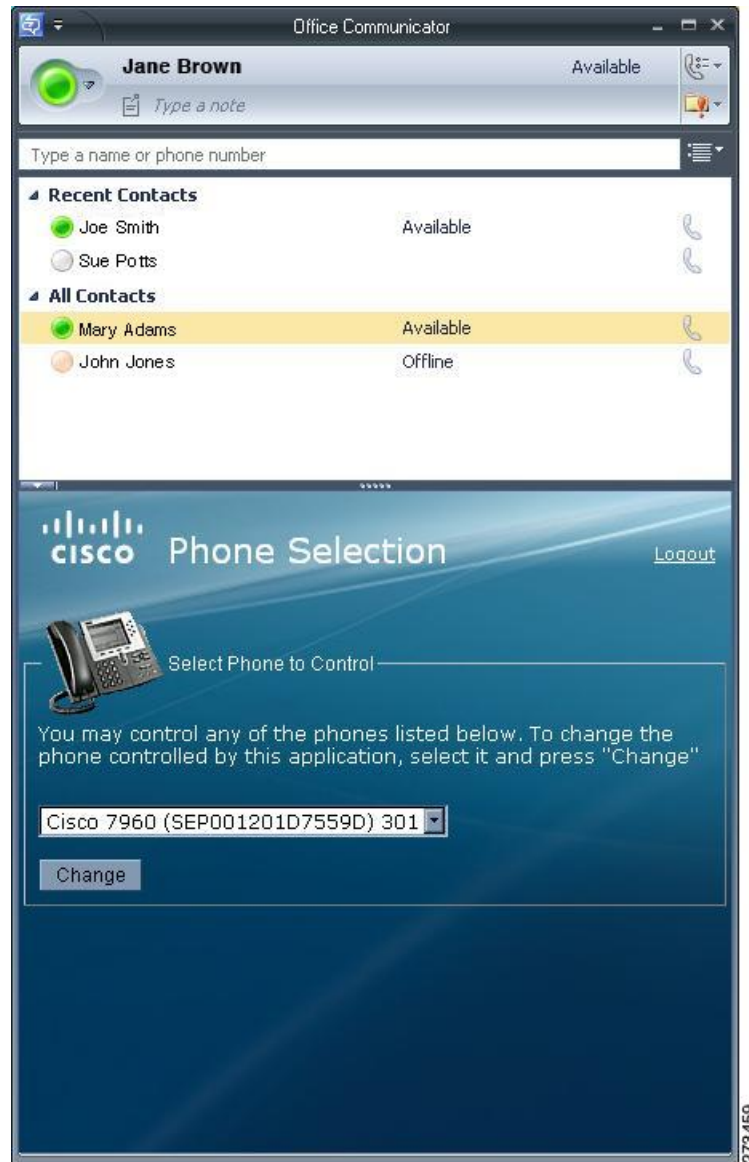 Office Communicator
Jane Brown Available
Type a note
Type a name or phone number
Recent Contacts
Joe Smith Available
Sue Potts
All Contacts
Mary Adams Available
John Jones Offline
cisco Phone Selection Logout
Select Phone to Control
You may control any of the phones listed below. To change the
phone controlled by this application, select it and press "Change"
Cisco 7960 (SEP001201D7559D) 301
Change
273459